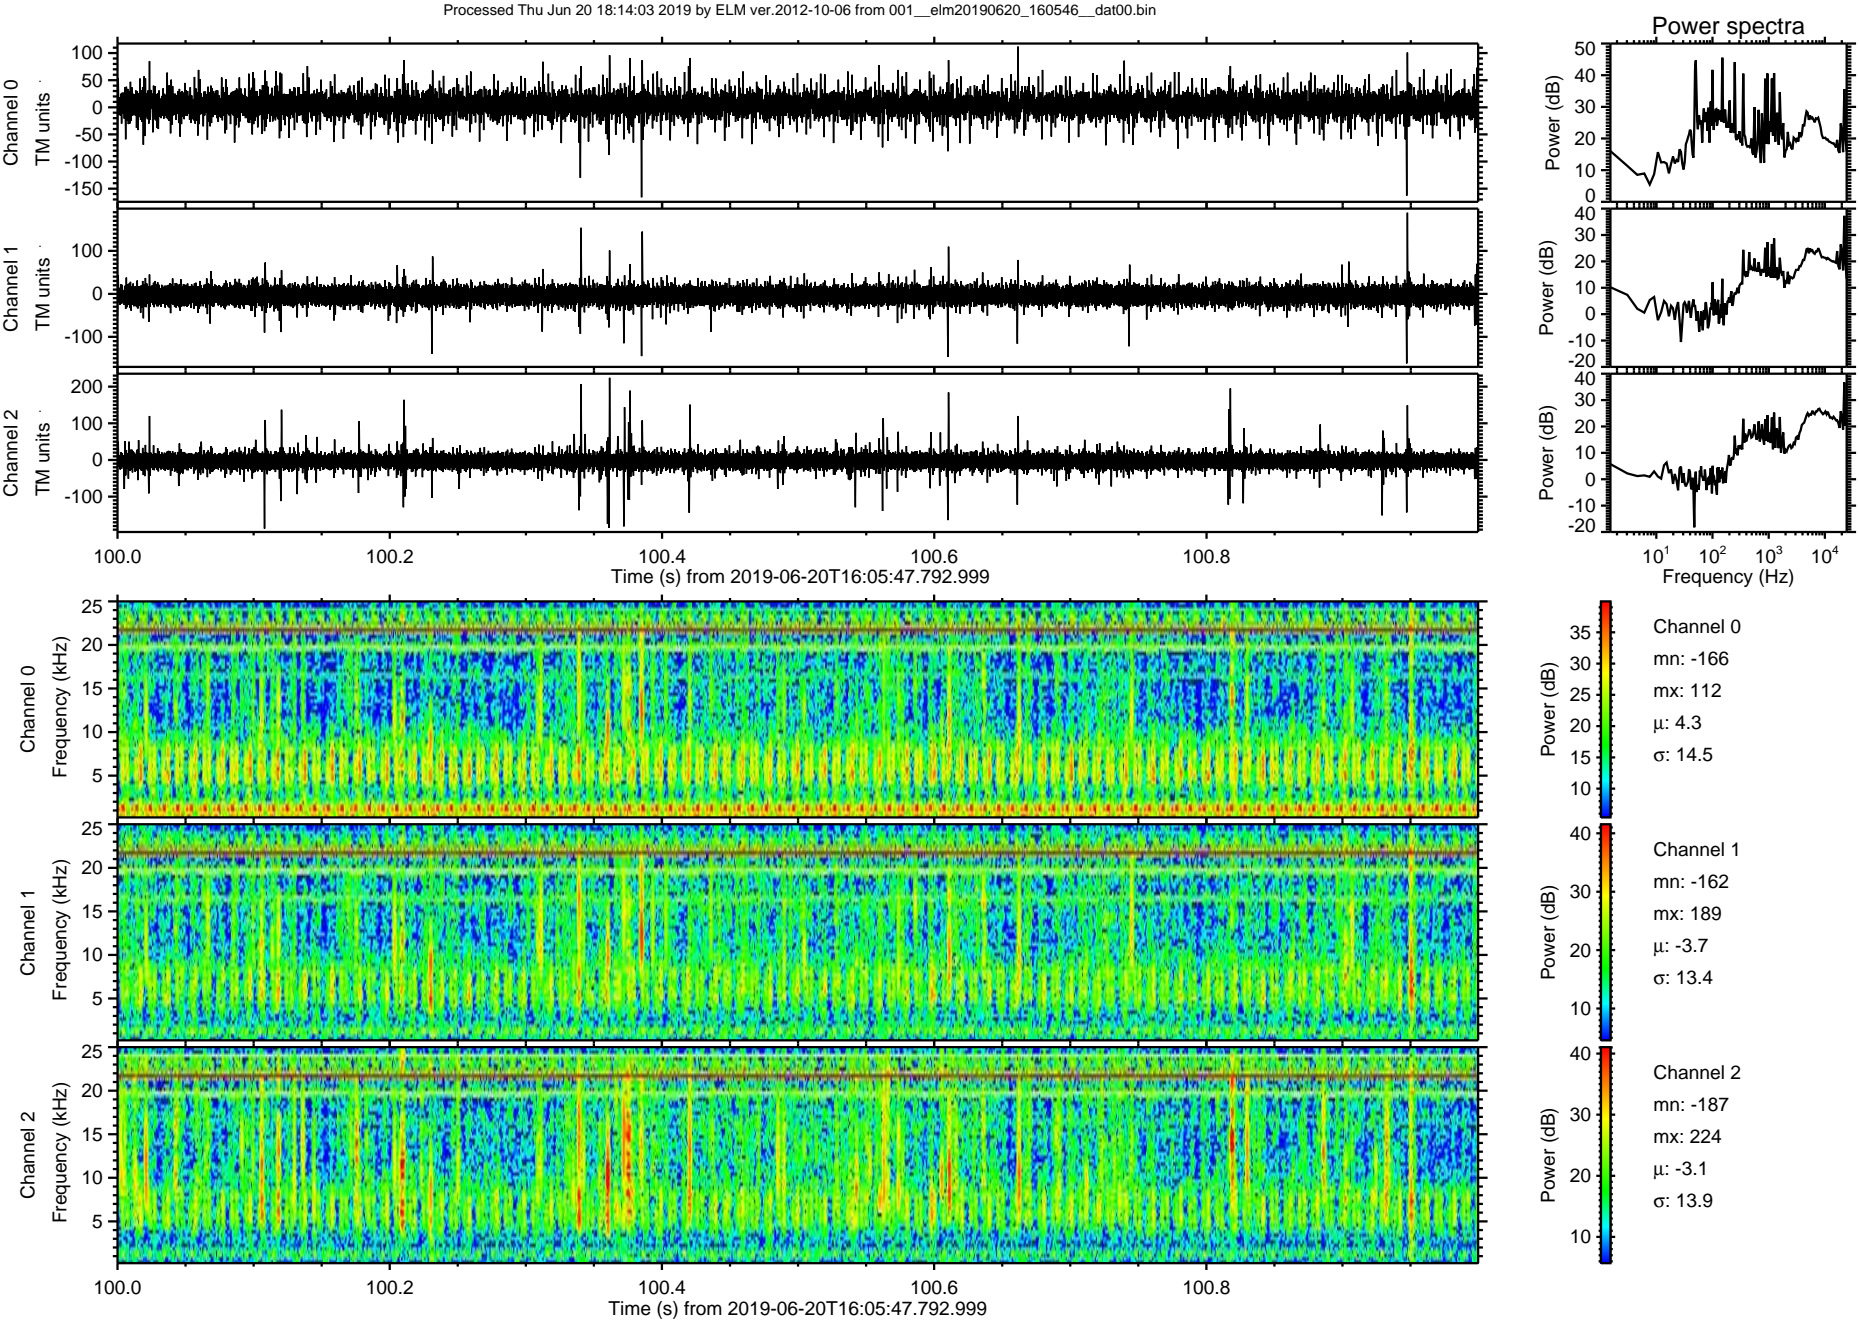 Processed Thu Jun 20 18:14:03 2019 by ELM ver.2012-10-06 from 001__elm20190620_160546__dat00.bin
Power spectra
Channel 0
TM units
100
50
0
-50
-100
-150
Power (dB)
50
40
30
20
10
0
Channel 1
TM units
100
0
-100
Power (dB)
40
30
20
10
0
-10
-20
Channel 2
TM units
200
100
0
-100
Power (dB)
40
30
20
10
0
-10
-20
100.0 100.2 100.4 100.6 100.8
Time (s) from 2019-06-20T16:05:47.792.999
10¹ 10² 10³ 10⁴
Frequency (Hz)
Channel 0
Frequency (kHz)
25
20
15
10
5
Power (dB)
35
30
25
20
15
10
Channel 0
mn: -166
mx: 112
μ: 4.3
σ: 14.5
Channel 1
Frequency (kHz)
25
20
15
10
5
Power (dB)
40
30
20
10
Channel 1
mn: -162
mx: 189
μ: -3.7
σ: 13.4
Channel 2
Frequency (kHz)
25
20
15
10
5
Power (dB)
40
30
20
10
Channel 2
mn: -187
mx: 224
μ: -3.1
σ: 13.9
100.0 100.2 100.4 100.6 100.8
Time (s) from 2019-06-20T16:05:47.792.999